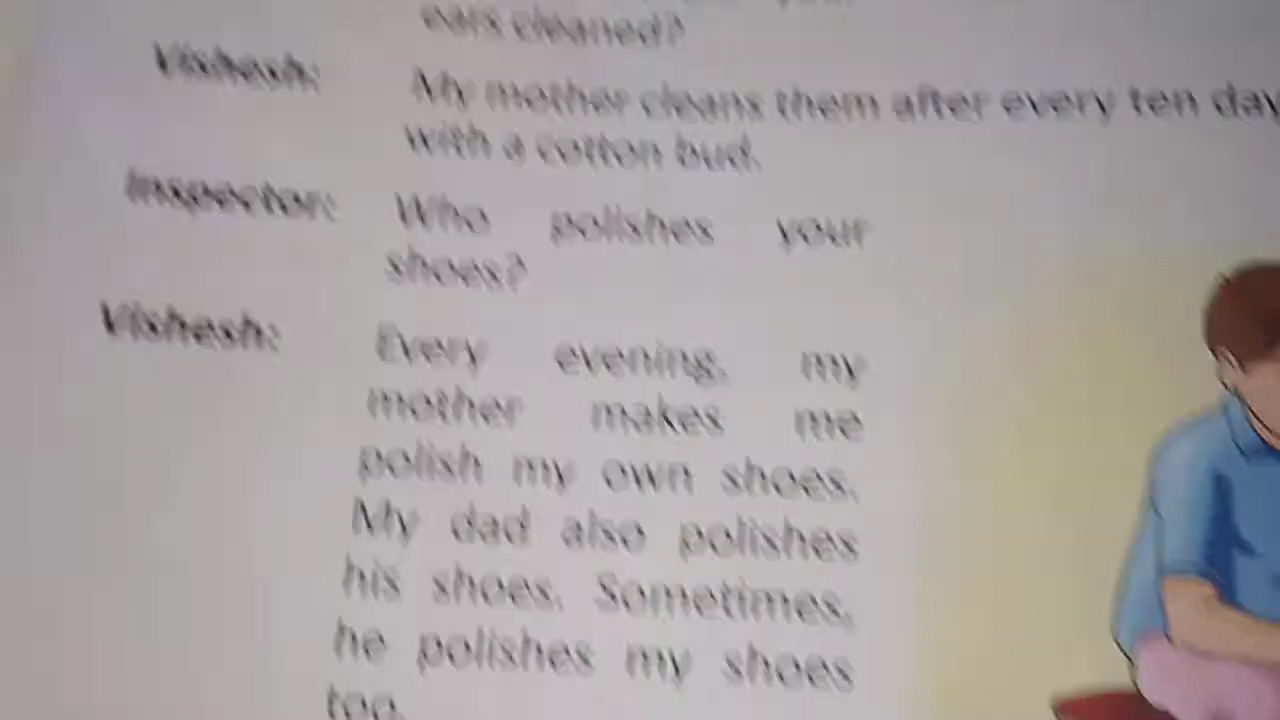 ears cleaned?
Vishesh: My mother cleans them after every ten day
with a cotton bud.
Inspector: Who polishes your
shoes?
Vishesh: Every evening, my
mother makes me
polish my own shoes.
My dad also polishes
his shoes. Sometimes,
he polishes my shoes
too.